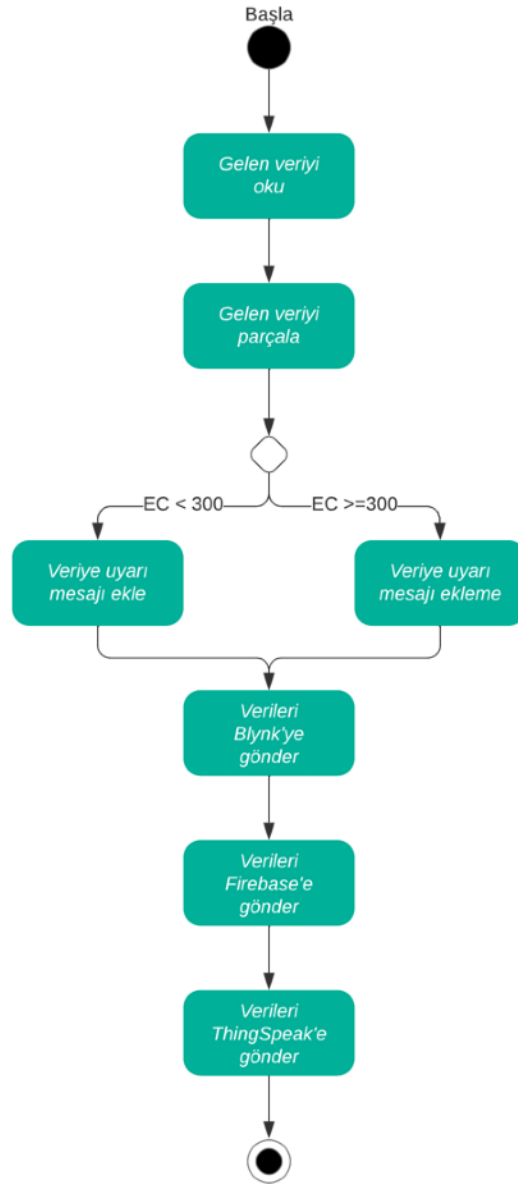 Başla
Gelen veriyi
oku
Gelen veriyi
parçala
EC < 300
EC >=300
Veriye uyarı
mesajı ekle
Veriye uyarı
mesajı ekleme
Verileri
Blynk'ye
gönder
Verileri
Firebase'e
gönder
Verileri
ThingSpeak'e
gönder